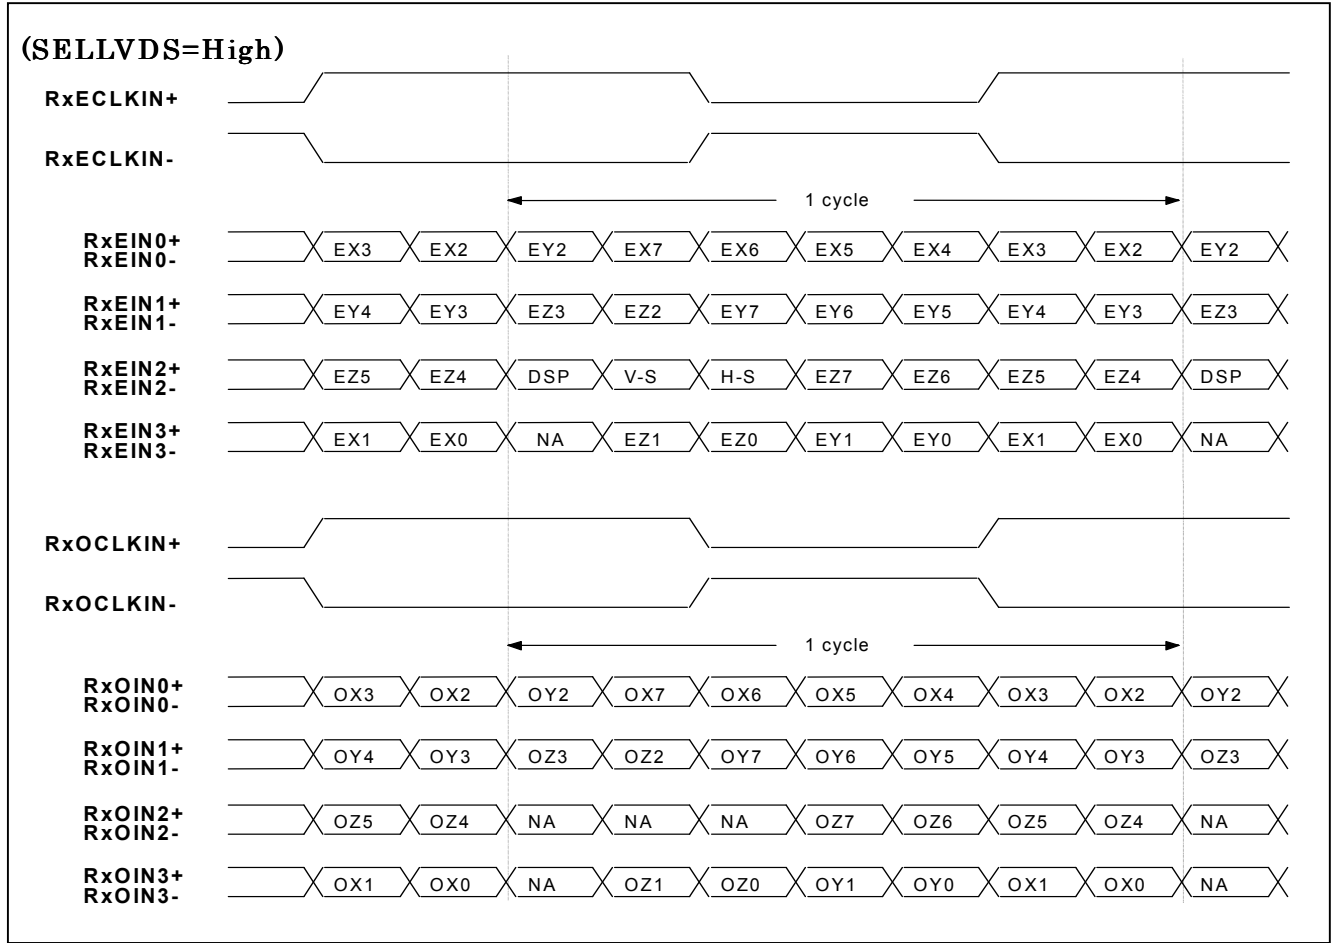 (SELLVDS=High)
RxECLKIN+
RxECLKIN-
1 cycle
RxEIN0+ EX3 EX2 EY2 EX7 EX6 EX5 EX4 EX3 EX2 EY2
RxEIN0-
RxEIN1+ EY4 EY3 EZ3 EZ2 EY7 EY6 EY5 EY4 EY3 EZ3
RxEIN1-
RxEIN2+ EZ5 EZ4 DSP V-S H-S EZ7 EZ6 EZ5 EZ4 DSP
RxEIN2-
RxEIN3+ EX1 EX0 NA EZ1 EZ0 EY1 EY0 EX1 EX0 NA
RxEIN3-
RxOCLKIN+
RxOCLKIN-
1 cycle
RxOIN0+ OX3 OX2 OY2 OX7 OX6 OX5 OX4 OX3 OX2 OY2
RxOIN0-
RxOIN1+ OY4 OY3 OZ3 OZ2 OY7 OY6 OY5 OY4 OY3 OZ3
RxOIN1-
RxOIN2+ OZ5 OZ4 NA NA NA OZ7 OZ6 OZ5 OZ4 NA
RxOIN2-
RxOIN3+ OX1 OX0 NA OZ1 OZ0 OY1 OY0 OX1 OX0 NA
RxOIN3-